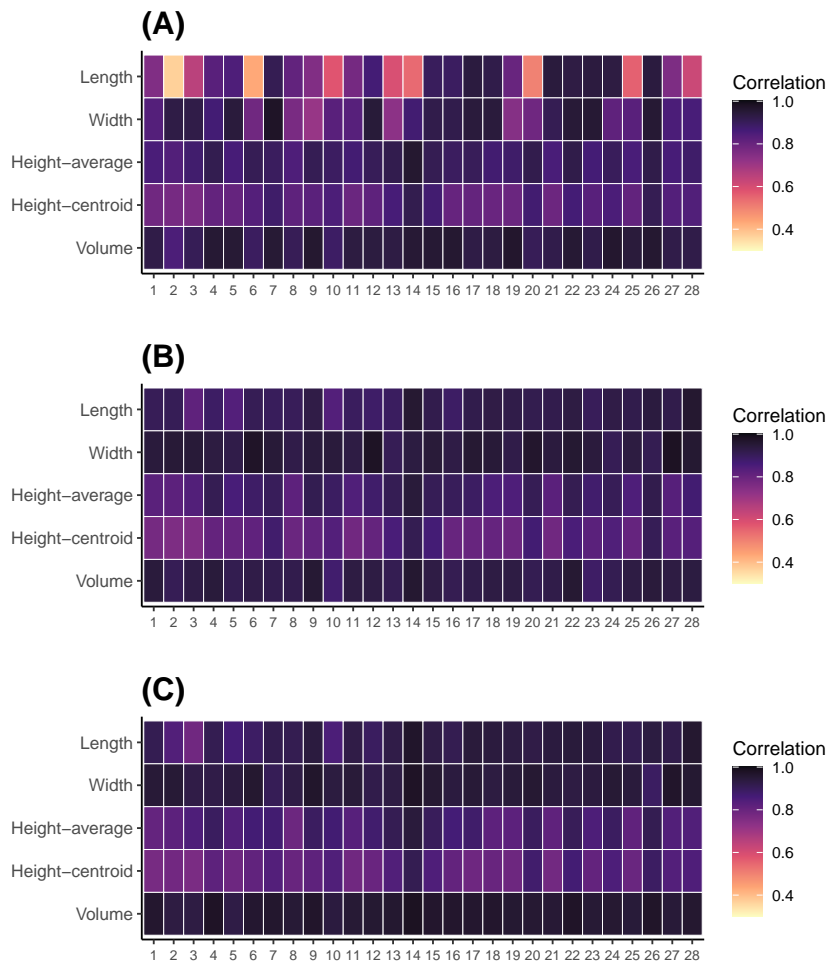 (A)
Length
Width
Height−average
Height−centroid
Volume
1 2 3 4 5 6 7 8 9 10 11 12 13 14 15 16 17 18 19 20 21 22 23 24 25 26 27 28
Correlation
1.0
0.8
0.6
0.4
(B)
Length
Width
Height−average
Height−centroid
Volume
1 2 3 4 5 6 7 8 9 10 11 12 13 14 15 16 17 18 19 20 21 22 23 24 25 26 27 28
Correlation
1.0
0.8
0.6
0.4
(C)
Length
Width
Height−average
Height−centroid
Volume
1 2 3 4 5 6 7 8 9 10 11 12 13 14 15 16 17 18 19 20 21 22 23 24 25 26 27 28
Correlation
1.0
0.8
0.6
0.4